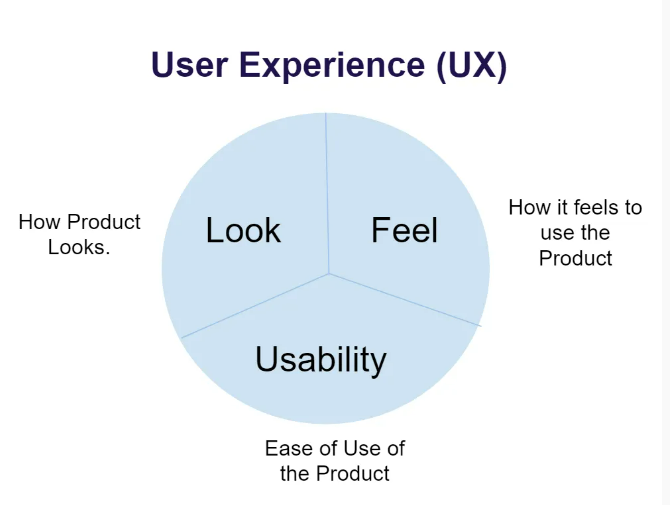 User Experience (UX)
How Product
Looks.
Look
Feel
How it feels to
use the
Product
Usability
Ease of Use of
the Product